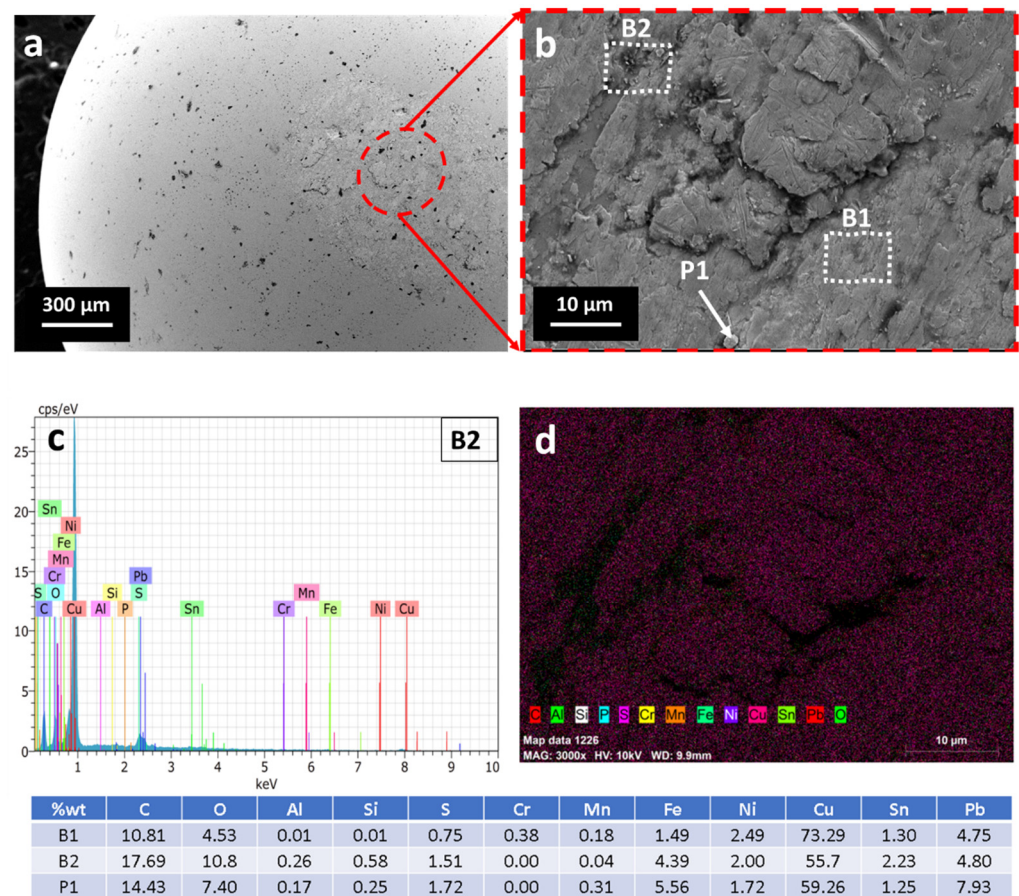 a
300 µm
b
B2
B1
P1
10 µm
cps/eV
c
B2
25
20
15
10
5
0
Sn
Ni
Fe
Mn
Cr
Pb
S O Si S Mn
C Cu Al P Sn Cr Fe Ni Cu
1 2 3 4 5 6 7 8 9 10
keV
d
C Al Si P S Cr Mn Fe Ni Cu Sn Pb O
Map data 1226
MAG: 3000x HV: 10kV WD: 9.9mm
10 µm
%wt C O Al Si S Cr Mn Fe Ni Cu Sn Pb
B1 10.81 4.53 0.01 0.01 0.75 0.38 0.18 1.49 2.49 73.29 1.30 4.75
B2 17.69 10.8 0.26 0.58 1.51 0.00 0.04 4.39 2.00 55.7 2.23 4.80
P1 14.43 7.40 0.17 0.25 1.72 0.00 0.31 5.56 1.72 59.26 1.25 7.93